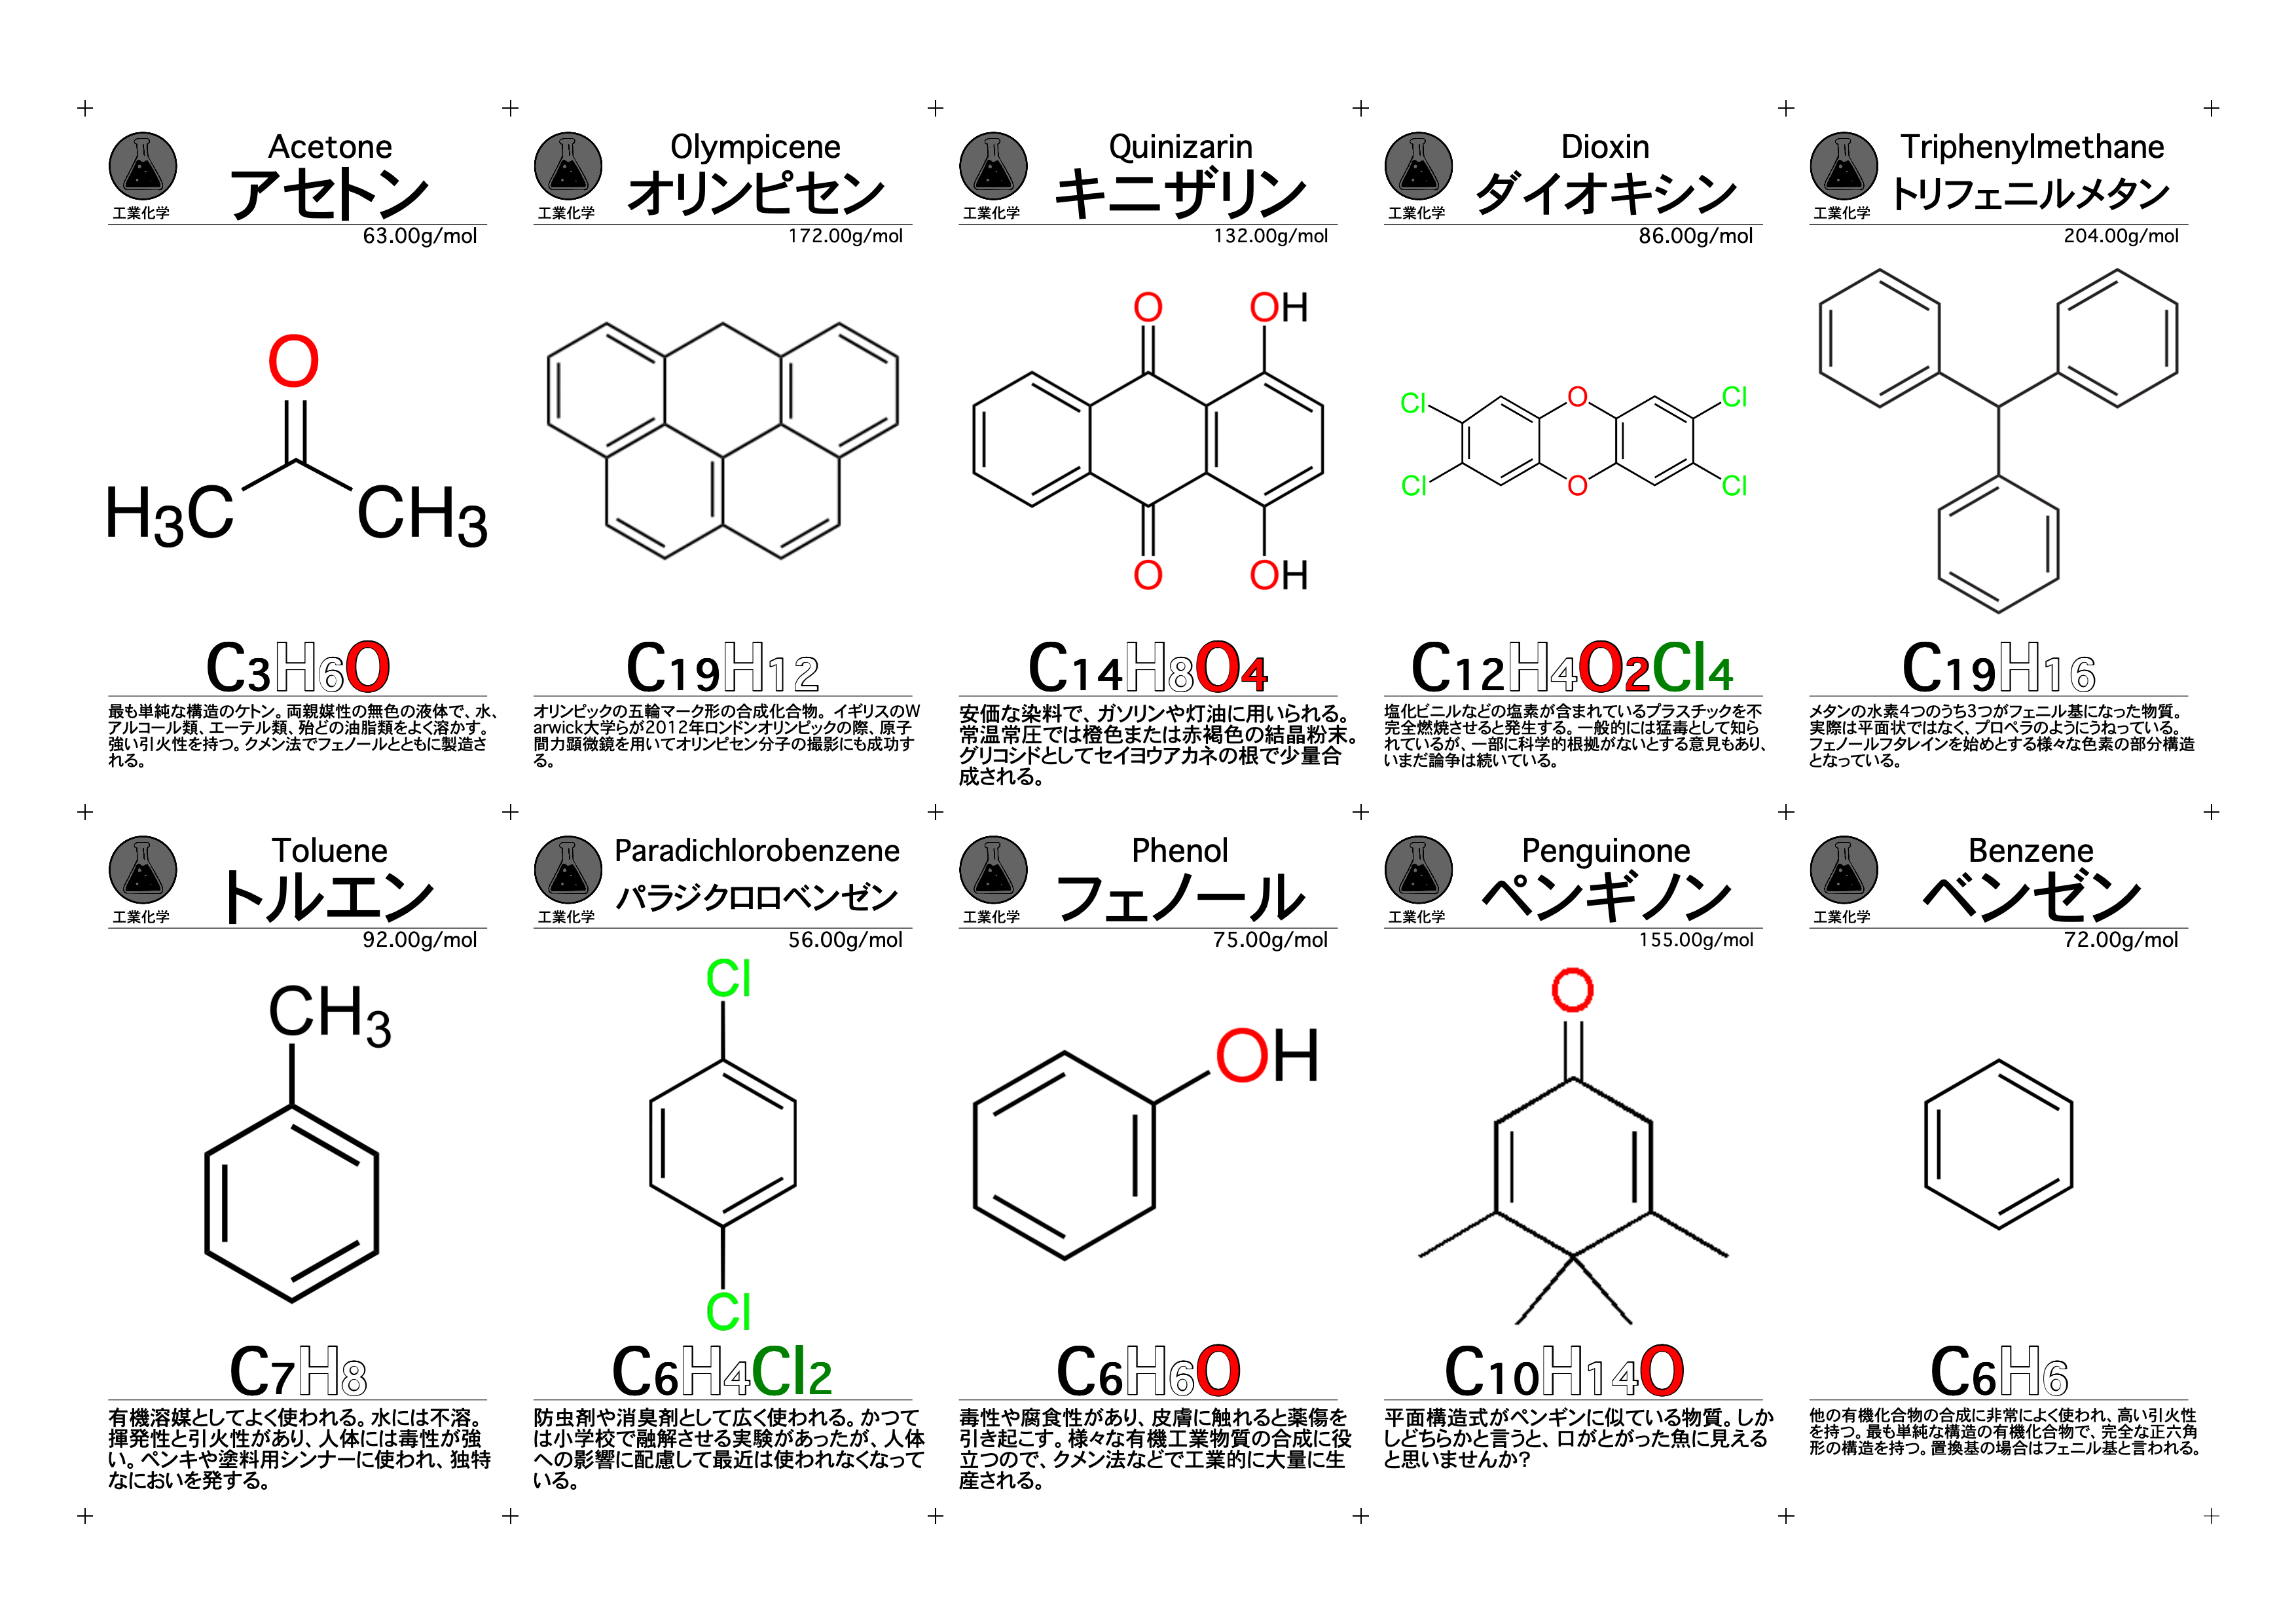 Acetone
アセトン
工業化学
63.00g/mol
O
H3C CH3
C3H6O
最も単純な構造のケトン。両親媒性の無色の液体で、水、
アルコール類、エーテル類、殆どの油脂類をよく溶かす。
強い引火性を持つ。クメン法でフェノールとともに製造さ
れる。
Olympicene
オリンピセン
工業化学
172.00g/mol
C19H12
オリンピックの五輪マーク形の合成化合物。イギリスのW
arwick大学らが2012年ロンドンオリンピックの際、原子
間力顕微鏡を用いてオリンピセン分子の撮影にも成功す
る。
Quinizarin
キニザリン
工業化学
132.00g/mol
O OH
O OH
C14H8O4
安価な染料で、ガソリンや灯油に用いられる。
常温常圧では橙色または赤褐色の結晶粉末。
グリコシドとしてセイヨウアカネの根で少量合
成される。
Dioxin
ダイオキシン
工業化学
86.00g/mol
Cl O Cl
Cl O Cl
C12H4O2Cl4
塩化ビニルなどの塩素が含まれているプラスチックを不
完全燃焼させると発生する。一般的には猛毒として知ら
れているが、一部に科学的根拠がないとする意見もあり、
いまだ論争は続いている。
Triphenylmethane
トリフェニルメタン
工業化学
204.00g/mol
C19H16
メタンの水素4つのうち3つがフェニル基になった物質。
実際は平面状ではなく、プロペラのようにうねっている。
フェノールフタレインを始めとする様々な色素の部分構造
となっている。
Toluene
トルエン
工業化学
92.00g/mol
CH3
C7H8
有機溶媒としてよく使われる。水には不溶。
揮発性と引火性があり、人体には毒性が強
い。ペンキや塗料用シンナーに使われ、独特
なにおいを発する。
Paradichlorobenzene
パラジクロロベンゼン
工業化学
56.00g/mol
Cl
Cl
C6H4Cl2
防虫剤や消臭剤として広く使われる。かつて
は小学校で融解させる実験があったが、人体
への影響に配慮して最近は使われなくなって
いる。
Phenol
フェノール
工業化学
75.00g/mol
OH
C6H6O
毒性や腐食性があり、皮膚に触れると薬傷を
引き起こす。様々な有機工業物質の合成に役
立つので、クメン法などで工業的に大量に生
産される。
Penguinone
ペンギノン
工業化学
155.00g/mol
O
C10H14O
平面構造式がペンギンに似ている物質。しか
しどちらかと言うと、口がとがった魚に見える
と思いませんか?
Benzene
ベンゼン
工業化学
72.00g/mol
C6H6
他の有機化合物の合成に非常によく使われ、高い引火性
を持つ。最も単純な構造の有機化合物で、完全な正六角
形の構造を持つ。置換基の場合はフェニル基と言われる。